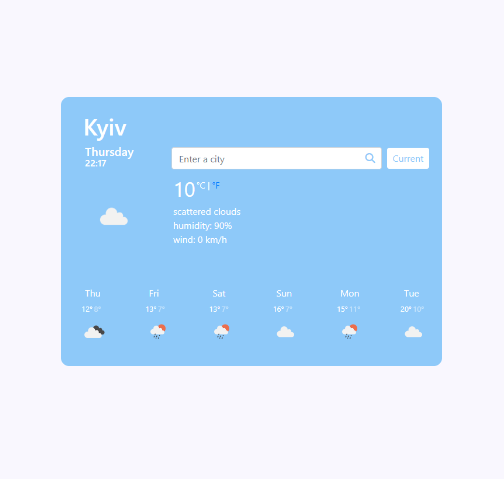 Kyiv
Thursday
22:17
Enter a city
Current
10 °C | °F
scattered clouds
humidity: 90%
wind: 0 km/h
Thu Fri Sat Sun Mon Tue
12° 8° 13° 7° 13° 7° 16° 7° 15° 11° 20° 10°